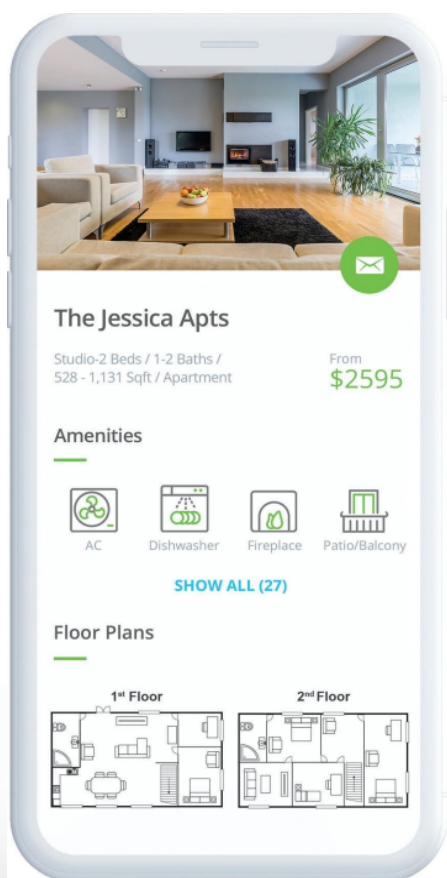 The Jessica Apts
Studio-2 Beds / 1-2 Baths /
528 - 1,131 Sqft / Apartment
From
$2595
Amenities
AC
Dishwasher
Fireplace
Patio/Balcony
SHOW ALL (27)
Floor Plans
1st Floor
2nd Floor